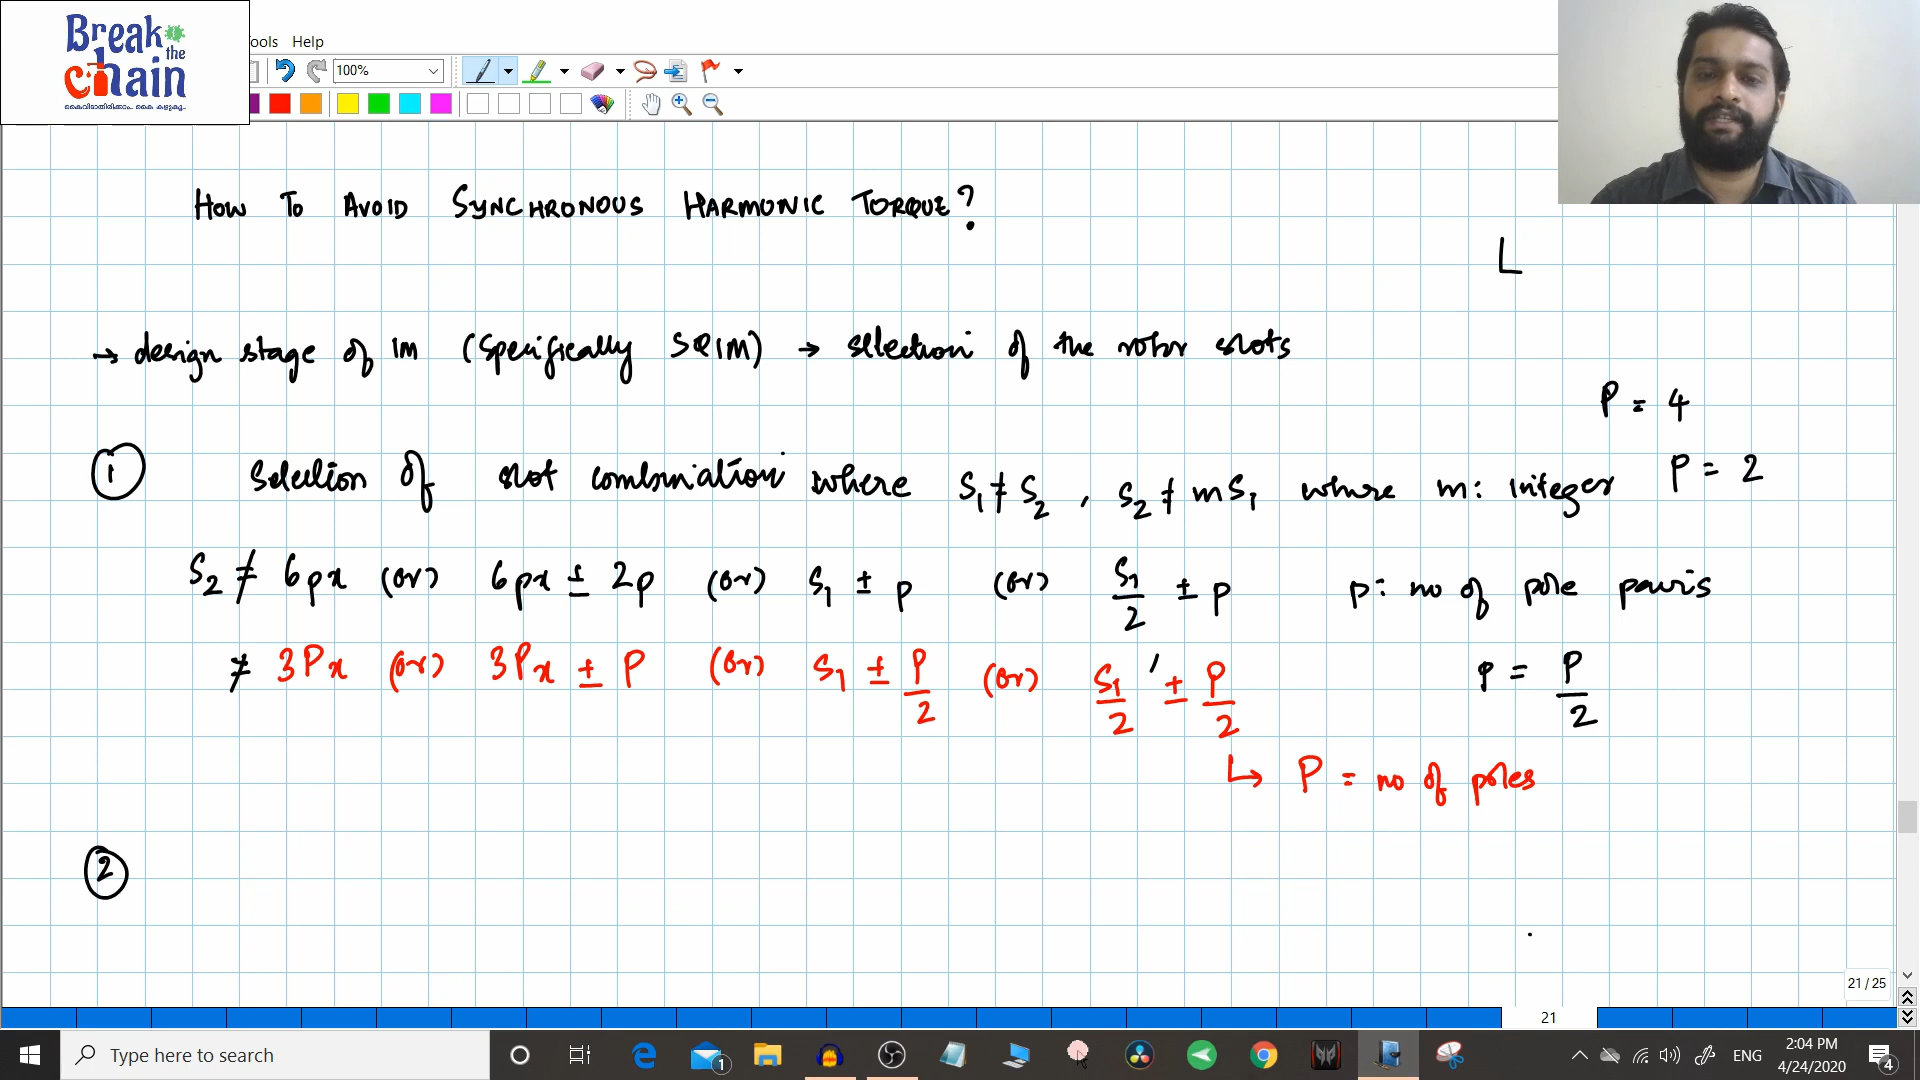 Break
the
chain
കൈവിടാതിരിക്കാം കൈ കഴുകൂ..
ools Help
100%
HOW TO AVOID SYNCHRONOUS HARMONIC TORQUE?
L
→ design stage of IM (Specifically SQIM) → selection of the rotor slots
P = 4
① Selection of slot combination where S₁ ≠ S₂ , S₂ ≠ mS₁ where m: integer
p = 2
S₂ ≠ 6px (or) 6px ± 2p (or) S₁ ± p (or) S₁/2 ± p p: no of pole pairs
≠ 3Px (or) 3Px ± P (or) S₁ ± P/2 (or) S₁/2 ± P/2 p = P/2
↳ P = no of poles
②
21 / 25
21
Type here to search
1
ENG
2:04 PM
4/24/2020
4